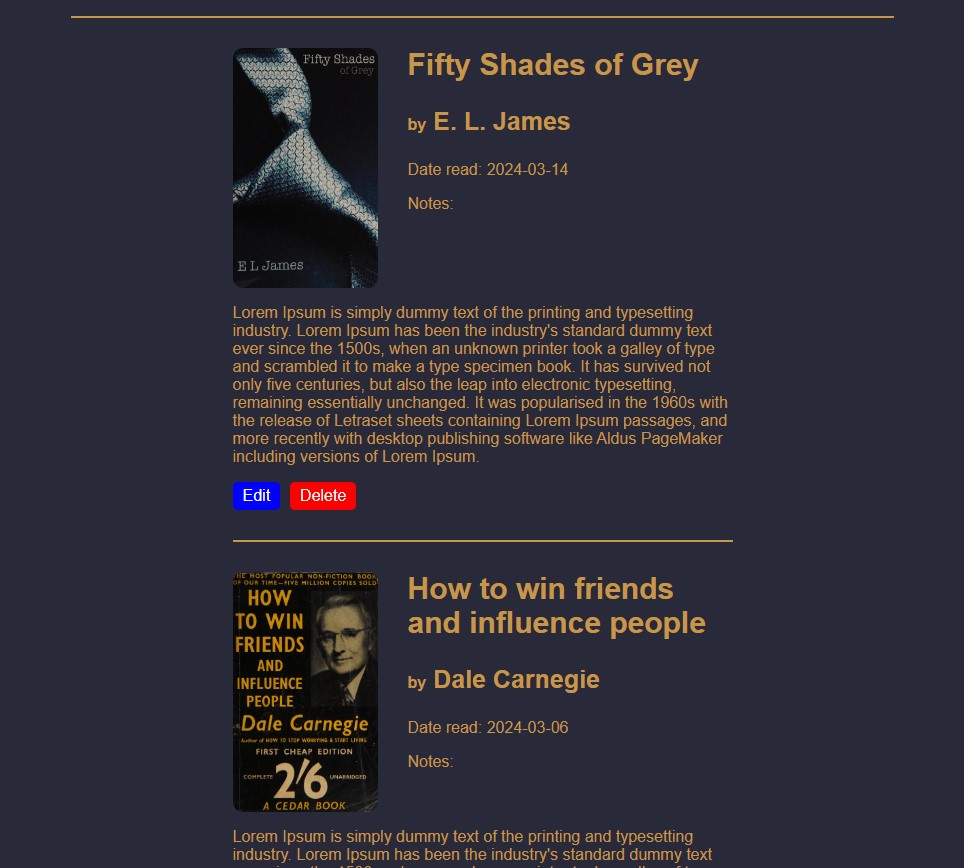 Fifty Shades
of Grey
E L James
Fifty Shades of Grey
by E. L. James
Date read: 2024-03-14
Notes:
Lorem Ipsum is simply dummy text of the printing and typesetting
industry. Lorem Ipsum has been the industry's standard dummy text
ever since the 1500s, when an unknown printer took a galley of type
and scrambled it to make a type specimen book. It has survived not
only five centuries, but also the leap into electronic typesetting,
remaining essentially unchanged. It was popularised in the 1960s with
the release of Letraset sheets containing Lorem Ipsum passages, and
more recently with desktop publishing software like Aldus PageMaker
including versions of Lorem Ipsum.
Edit Delete
THE MOST POPULAR NON-FICTION BOOK
OF OUR TIME—FIVE MILLION COPIES SOLD
HOW
TO WIN
FRIENDS
AND
INFLUENCE
PEOPLE
Dale Carnegie
Author of HOW TO STOP WORRYING & START LIVING
FIRST CHEAP EDITION
COMPLETE 2/6 UNABRIDGED
A CEDAR BOOK
How to win friends
and influence people
by Dale Carnegie
Date read: 2024-03-06
Notes:
Lorem Ipsum is simply dummy text of the printing and typesetting
industry. Lorem Ipsum has been the industry's standard dummy text